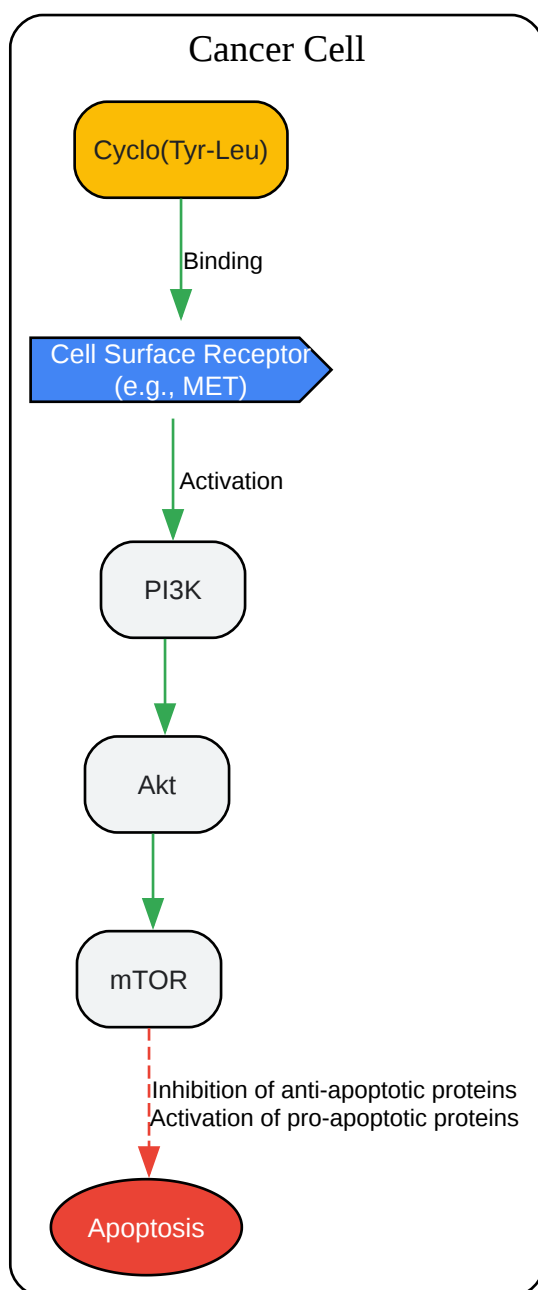 Cancer Cell
Cyclo(Tyr-Leu)
Binding
Cell Surface Receptor
(e.g., MET)
Activation
PI3K
Akt
mTOR
Inhibition of anti-apoptotic proteins
Activation of pro-apoptotic proteins
Apoptosis